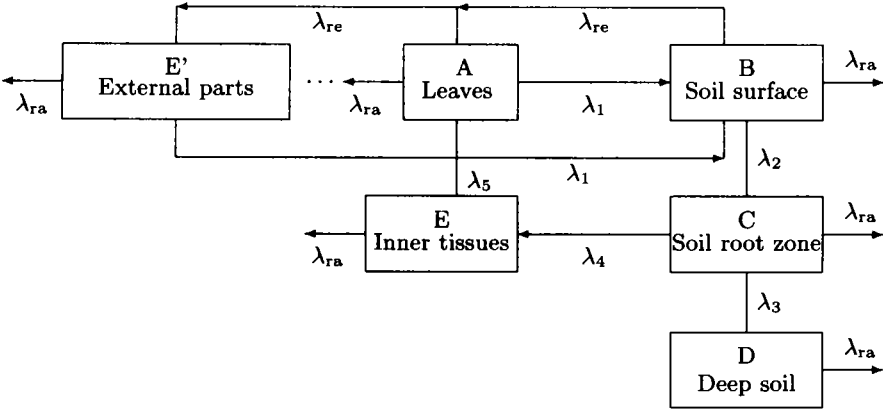 λre λre
E' A B
External parts Leaves Soil surface
λra ... λra λ1 λra
λ1 λ5 λ2
E C
Inner tissues Soil root zone
λra λ4 λra
λ3
D
Deep soil
λra